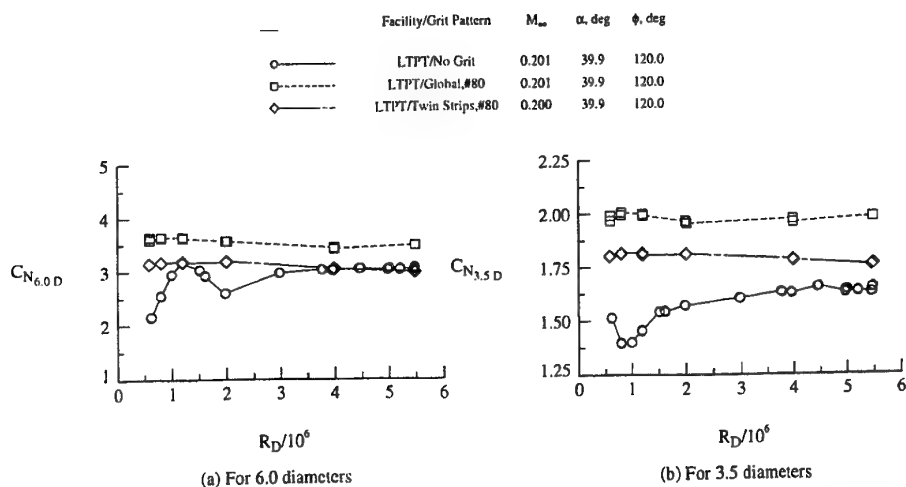 Facility/Grit Pattern M∞ α, deg ϕ, deg
LTPT/No Grit 0.201 39.9 120.0
LTPT/Global,#80 0.201 39.9 120.0
LTPT/Twin Strips,#80 0.200 39.9 120.0
5
4
C_N6.0 D 3
2
1
0 1 2 3 4 5 6
R_D/10^6
(a) For 6.0 diameters
2.25
2.00
C_N3.5 D 1.75
1.50
1.25
0 1 2 3 4 5 6
R_D/10^6
(b) For 3.5 diameters